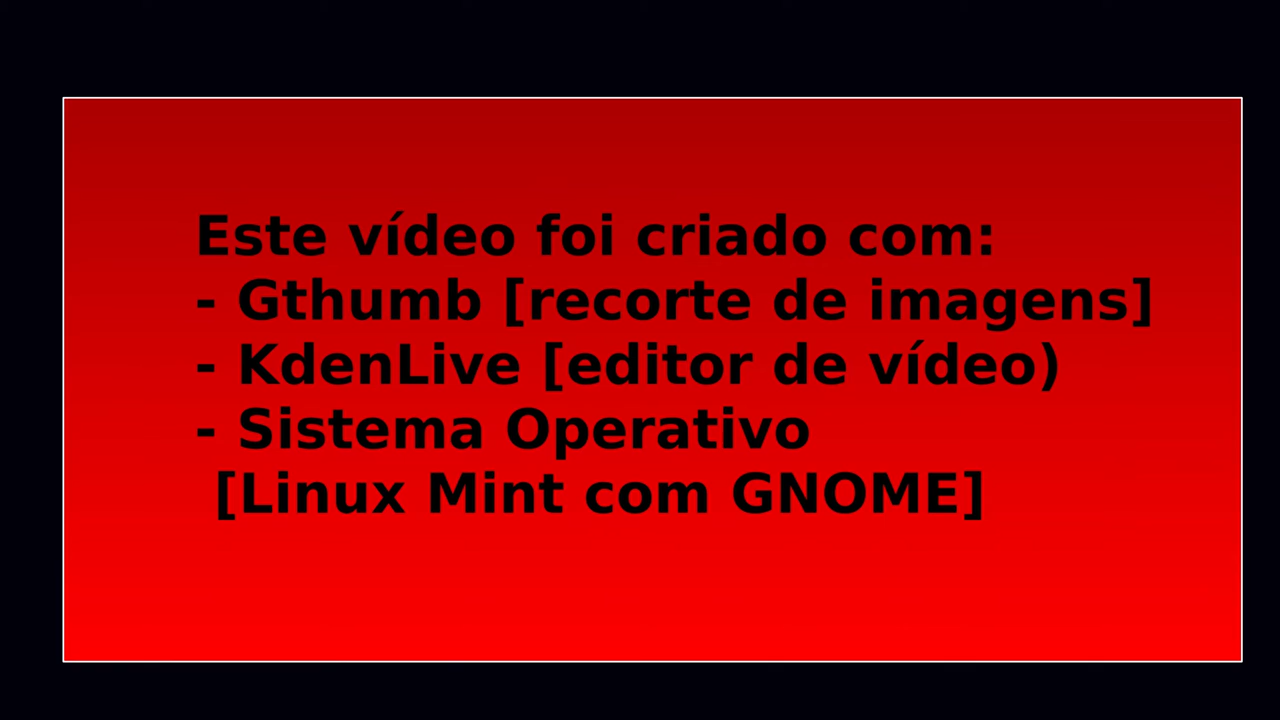 Este vídeo foi criado com:
- Gthumb [recorte de imagens]
- KdenLive [editor de vídeo)
- Sistema Operativo
[Linux Mint com GNOME]